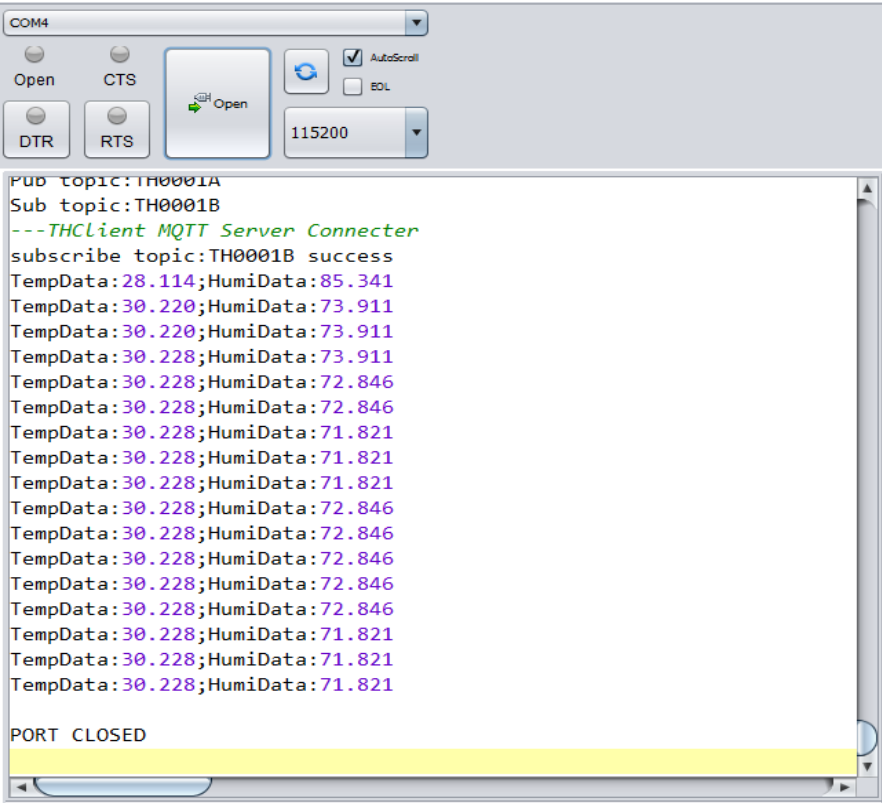 COM4
Open
CTS
AutoScroll
EOL
Open
DTR
RTS
115200
Pub topic:TH0001A
Sub topic:TH0001B
---THClient MQTT Server Connecter
subscribe topic:TH0001B success
TempData:28.114;HumiData:85.341
TempData:30.220;HumiData:73.911
TempData:30.220;HumiData:73.911
TempData:30.228;HumiData:73.911
TempData:30.228;HumiData:72.846
TempData:30.228;HumiData:72.846
TempData:30.228;HumiData:71.821
TempData:30.228;HumiData:71.821
TempData:30.228;HumiData:71.821
TempData:30.228;HumiData:72.846
TempData:30.228;HumiData:72.846
TempData:30.228;HumiData:72.846
TempData:30.228;HumiData:72.846
TempData:30.228;HumiData:72.846
TempData:30.228;HumiData:71.821
TempData:30.228;HumiData:71.821
TempData:30.228;HumiData:71.821
PORT CLOSED